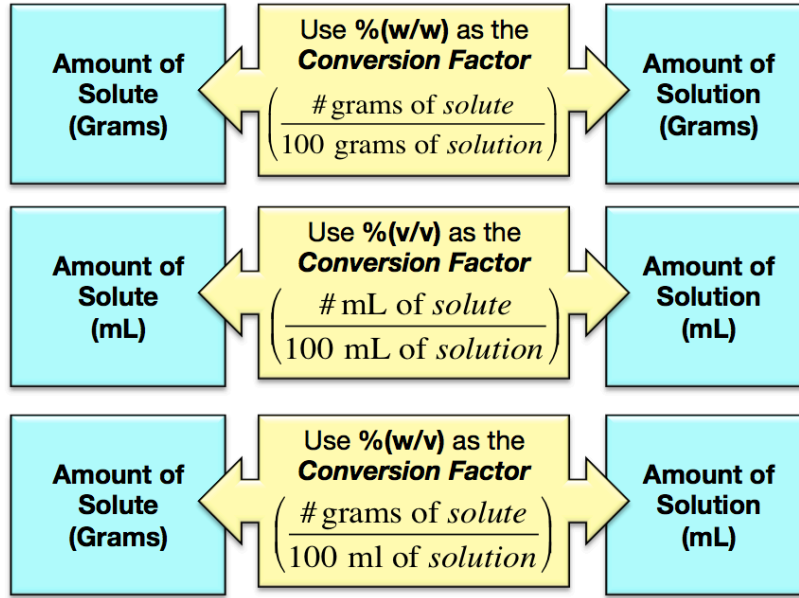 Amount of
Solute
(Grams)
Use %(w/w) as the
Conversion Factor
# grams of solute
100 grams of solution
Amount of
Solution
(Grams)
Amount of
Solute
(mL)
Use %(v/v) as the
Conversion Factor
# mL of solute
100 mL of solution
Amount of
Solution
(mL)
Amount of
Solute
(Grams)
Use %(w/v) as the
Conversion Factor
# grams of solute
100 ml of solution
Amount of
Solution
(mL)